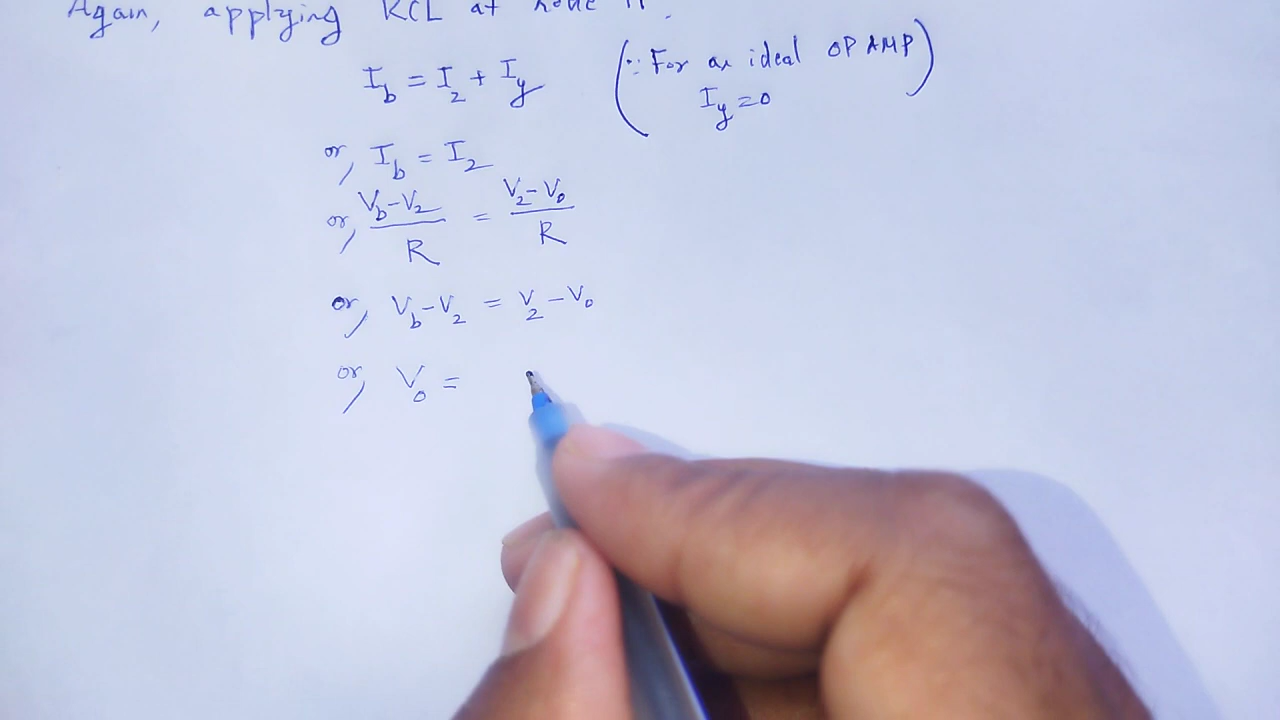 Again, applying KCL at node
I_b = I_2 + I_y (∵ For an ideal OP AMP
I_y = 0)
or, I_b = I_2
or, V_b - V_2 / R = V_2 - V_0 / R
or, V_b - V_2 = V_2 - V_0
or, V_0 =